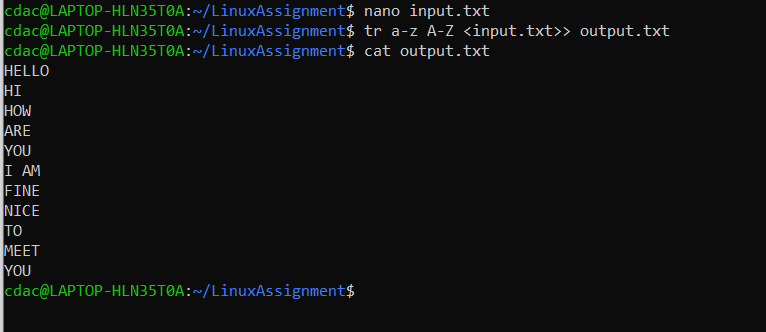 cdac@LAPTOP-HLN35T0A:~/LinuxAssignment$ nano input.txt
cdac@LAPTOP-HLN35T0A:~/LinuxAssignment$ tr a-z A-Z <input.txt>> output.txt
cdac@LAPTOP-HLN35T0A:~/LinuxAssignment$ cat output.txt
HELLO
HI
HOW
ARE
YOU
I AM
FINE
NICE
TO
MEET
YOU
cdac@LAPTOP-HLN35T0A:~/LinuxAssignment$